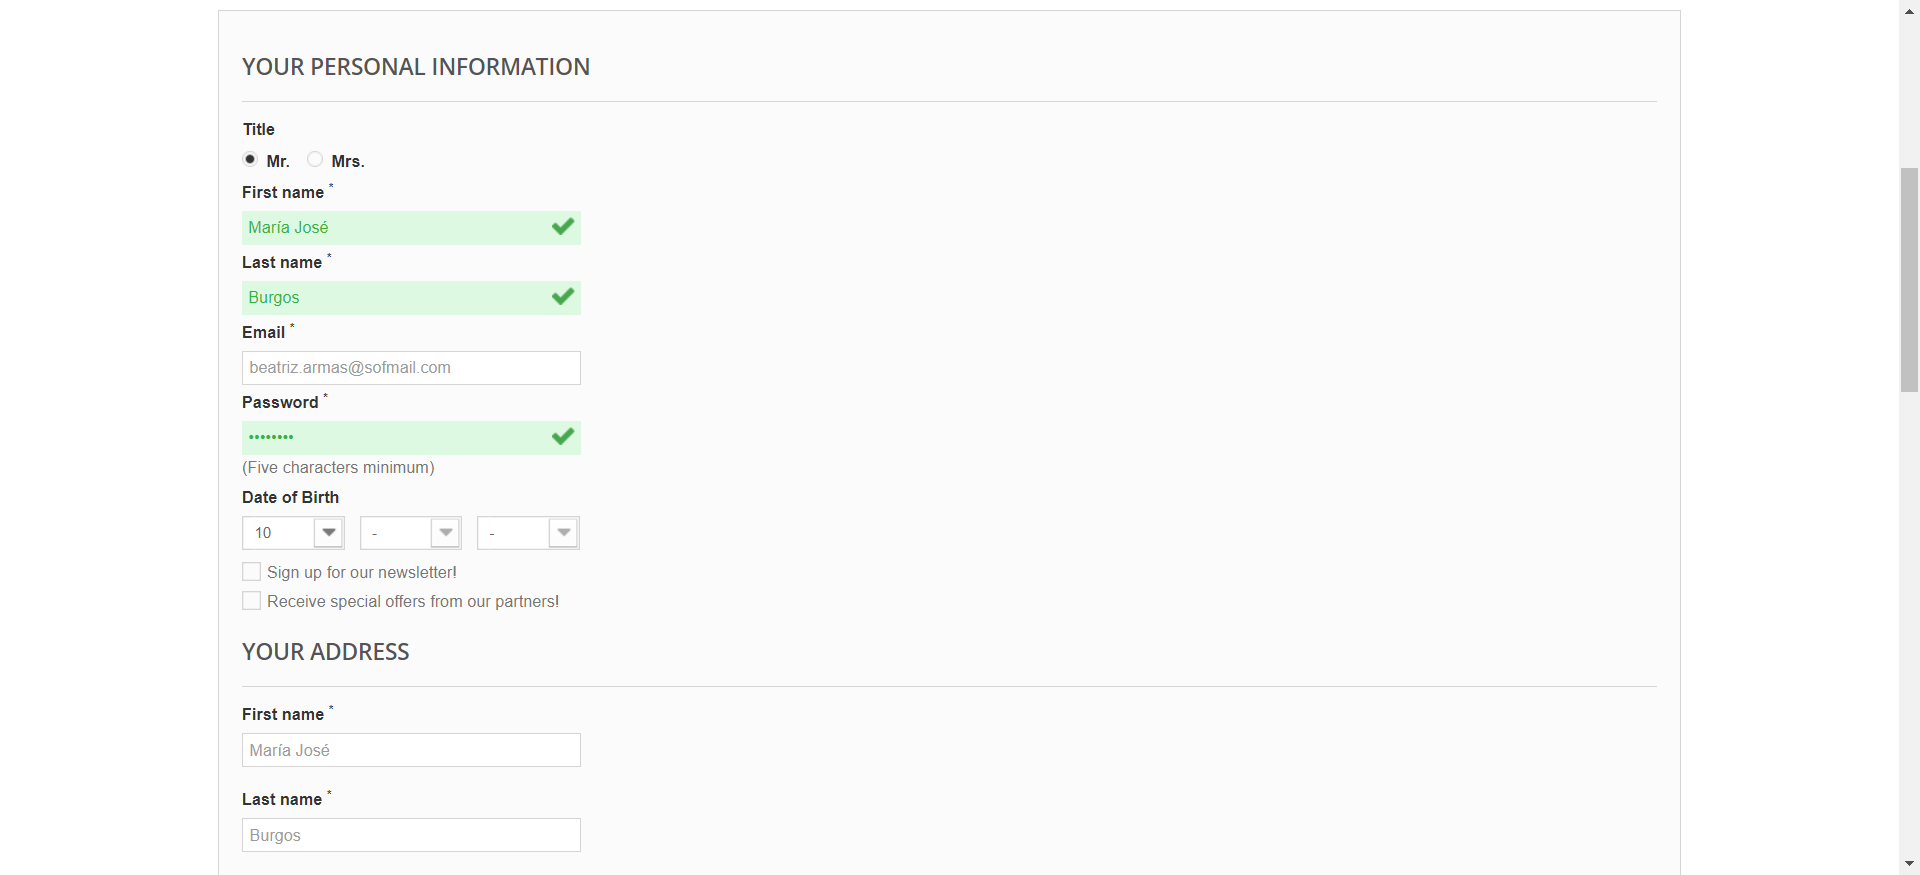 YOUR PERSONAL INFORMATION
Title
Mr. Mrs.
First name *
María José
Last name *
Burgos
Email *
beatriz.armas@sofmail.com
Password *
••••••••
(Five characters minimum)
Date of Birth
10 - -
Sign up for our newsletter!
Receive special offers from our partners!
YOUR ADDRESS
First name *
María José
Last name *
Burgos